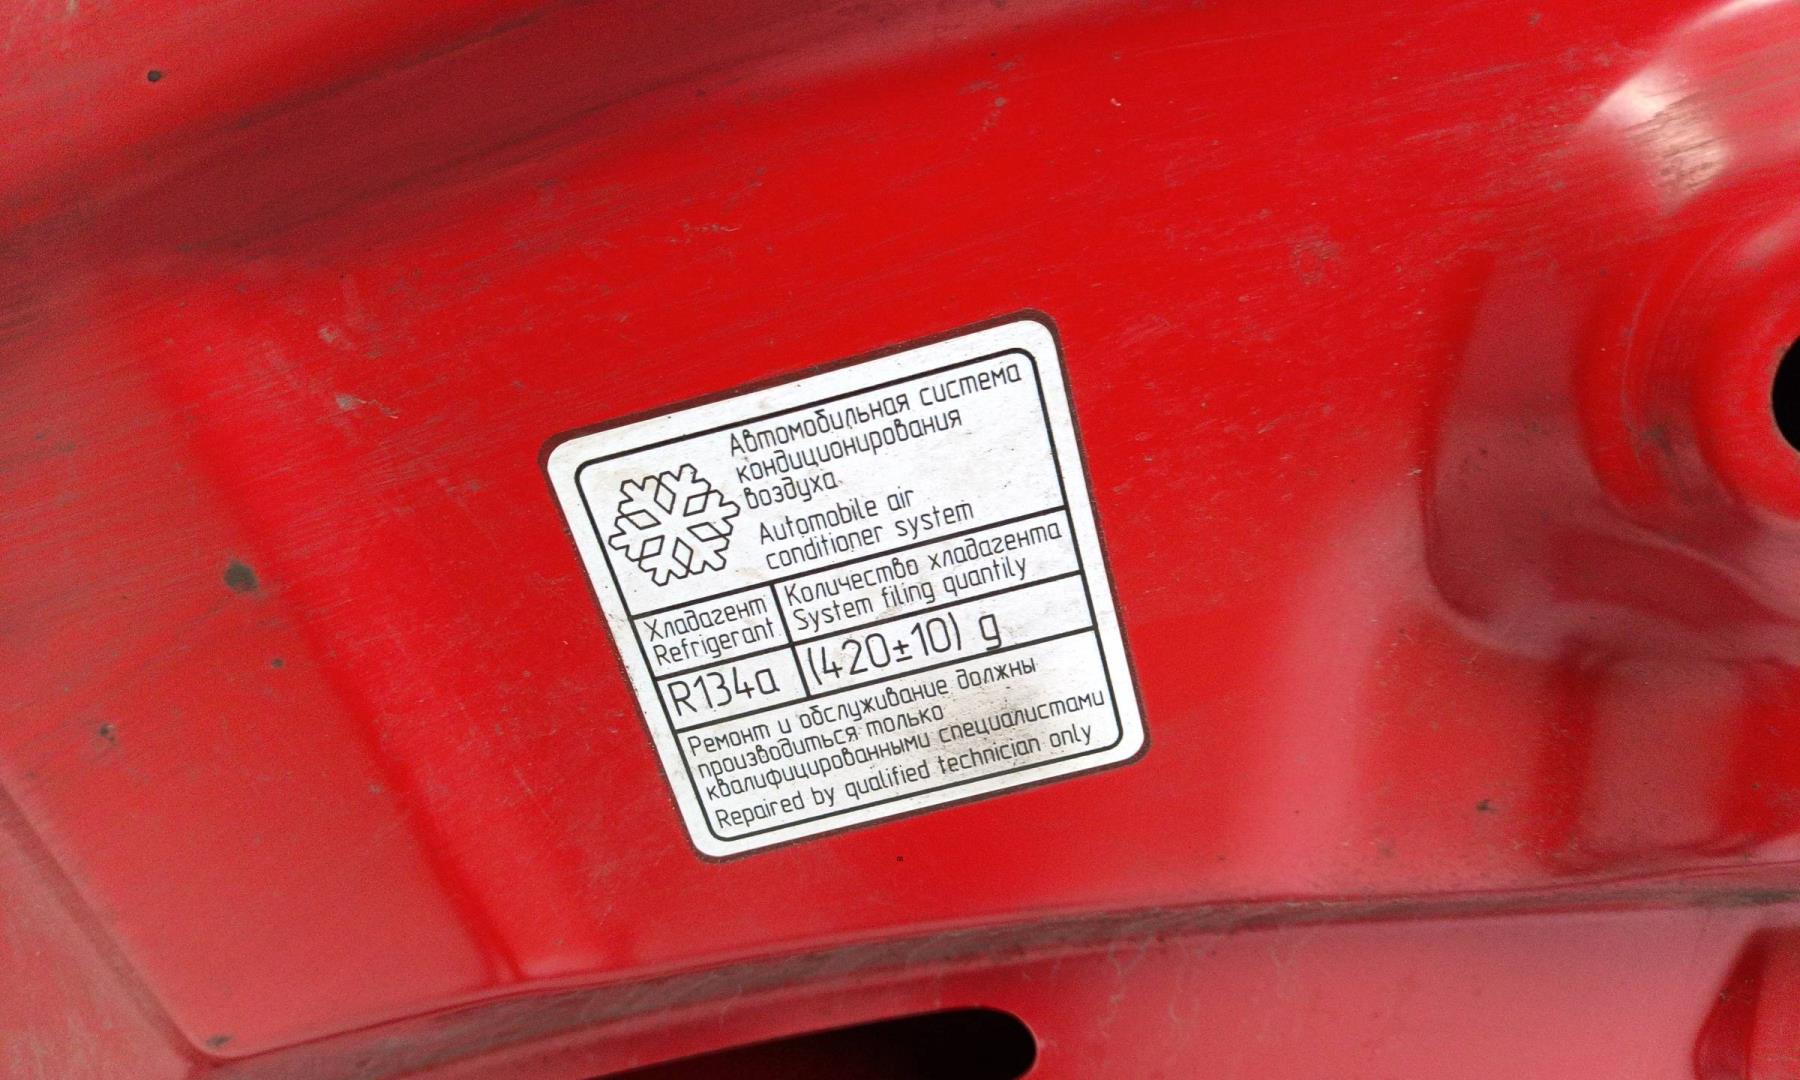 Автомобильная система
кондиционирования
воздуха
Automobile air
conditioner system
Хладагент
Refrigerant
Количество хладагента
System filing quantily
R134a
(420±10) g
Ремонт и обслуживание должны
производиться только
квалифицированными специалистами
Repaired by qualified technician only